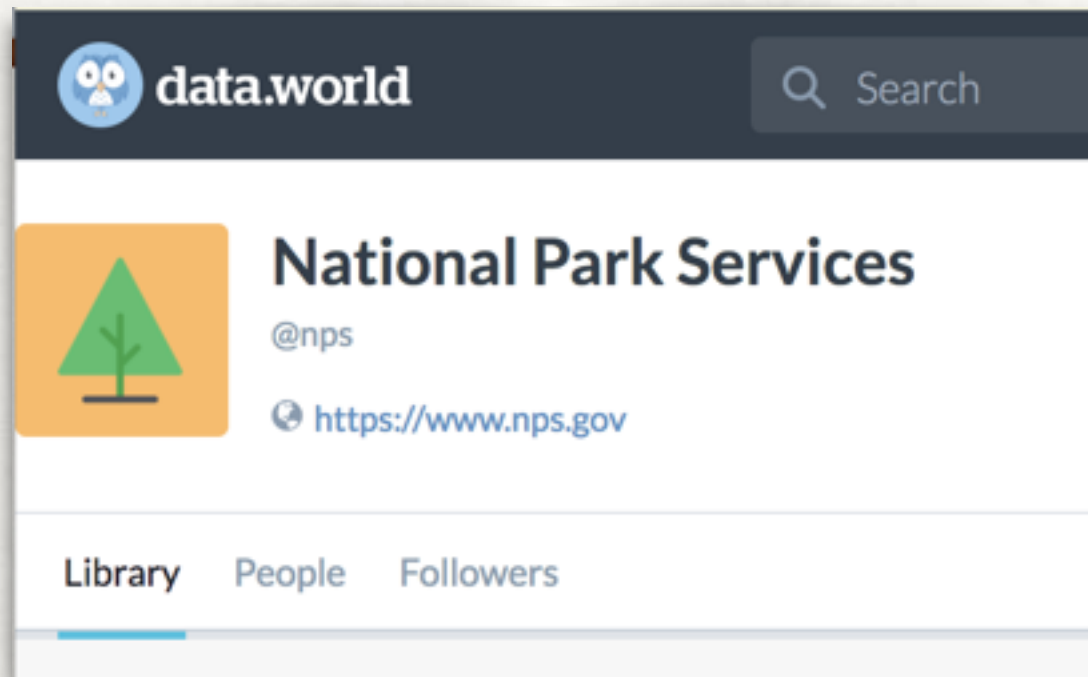 data.world
Search
National Park Services
@nps
https://www.nps.gov
Library People Followers